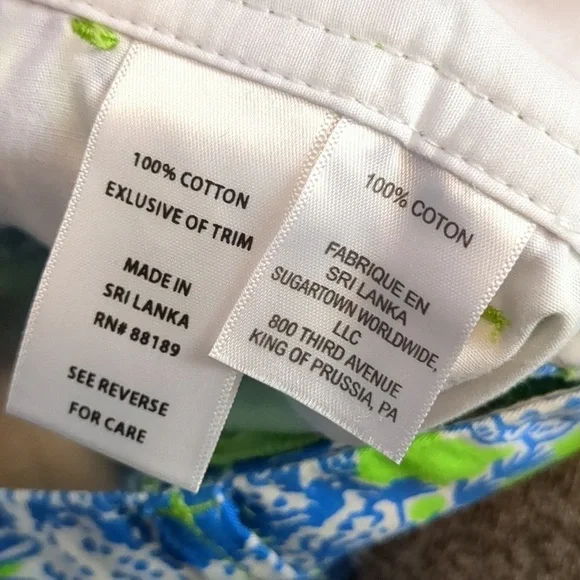 100% COTTON
EXLUSIVE OF TRIM
MADE IN
SRI LANKA
RN# 88189
SEE REVERSE
FOR CARE
100% COTON
FABRIQUE EN
SRI LANKA
SUGARTOWN WORLDWIDE,
LLC
800 THIRD AVENUE
KING OF PRUSSIA, PA